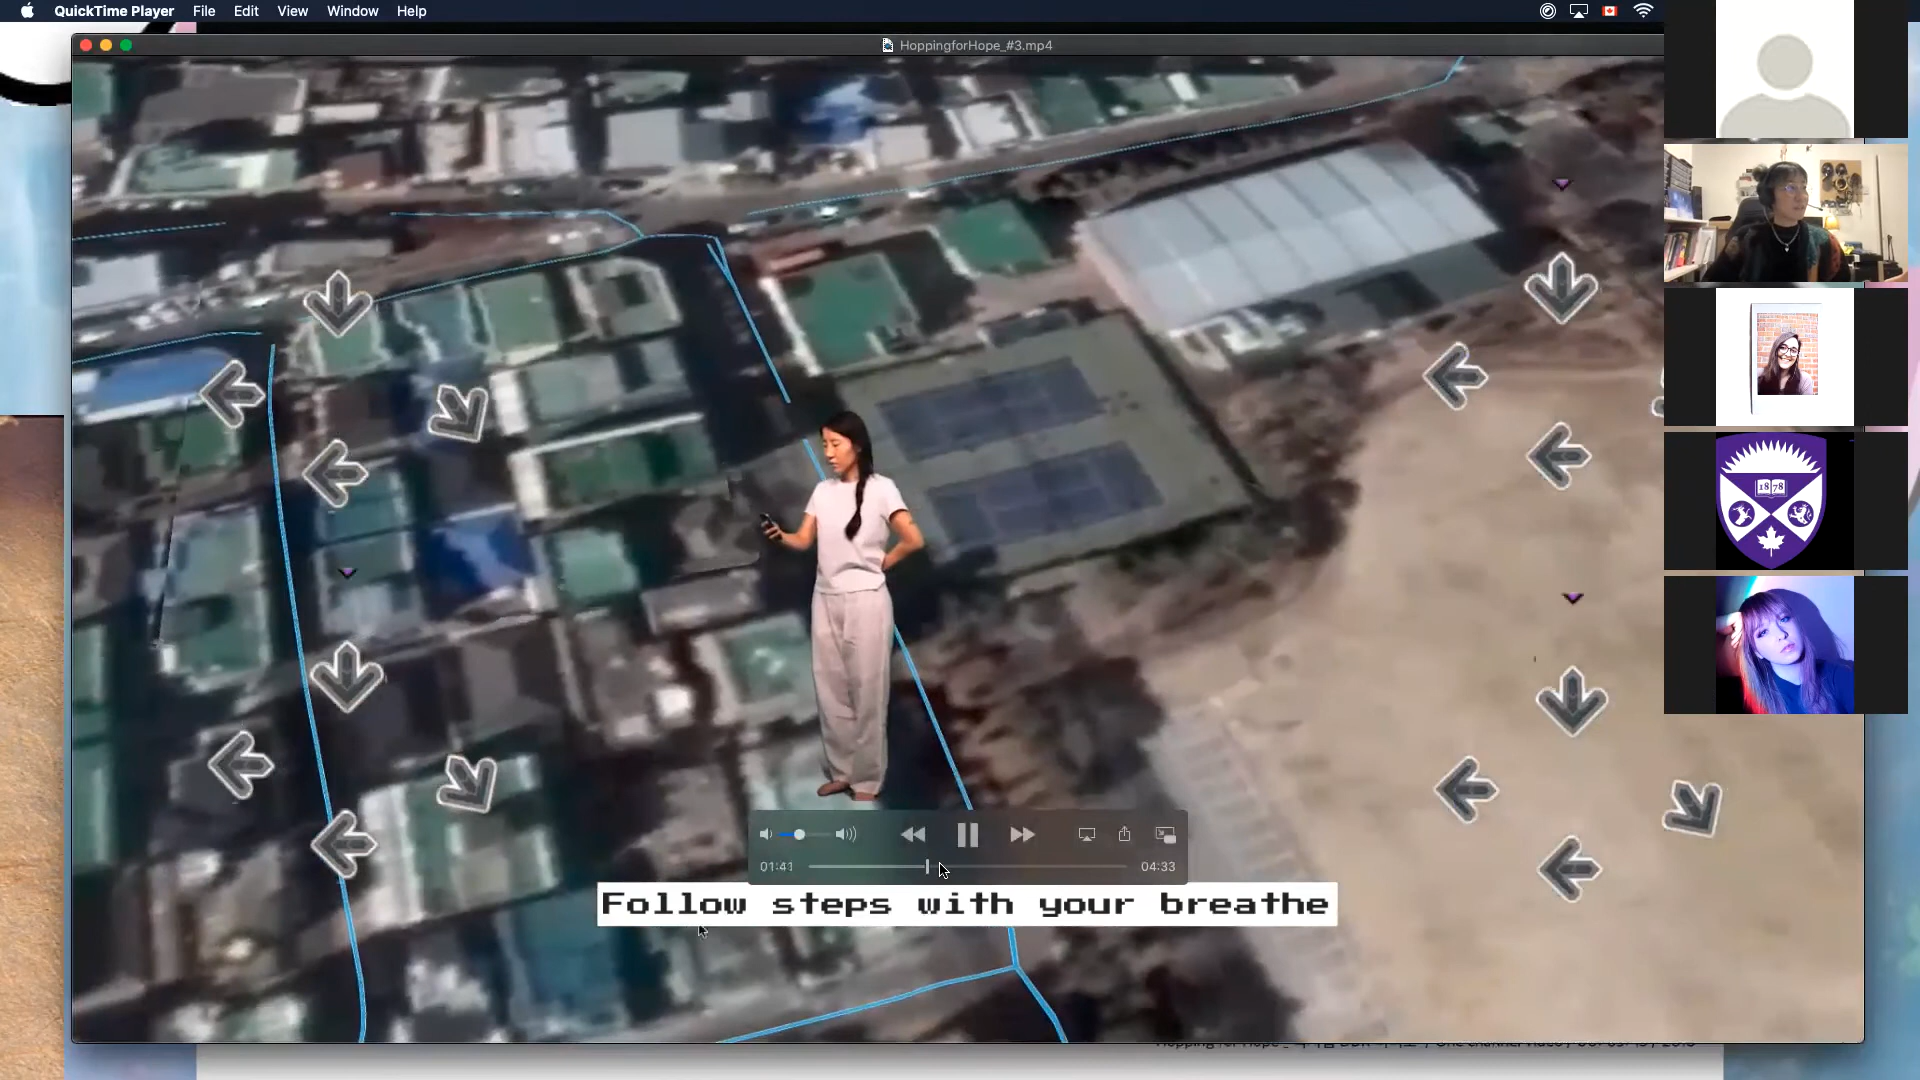 QuickTime Player File Edit View Window Help
HoppingforHope_#3.mp4
1878
01:41
04:33
Follow steps with your breathe